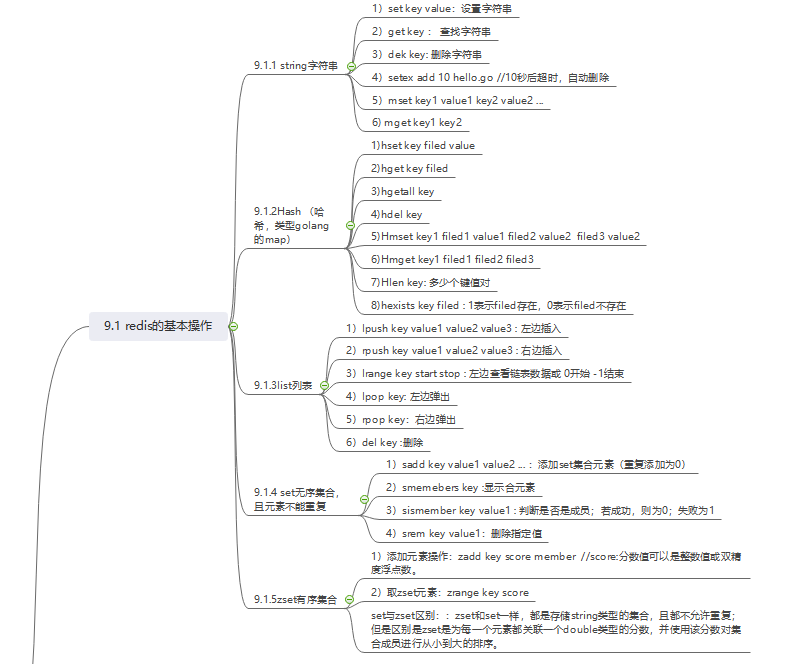 9.1 redis的基本操作
9.1.1 string字符串
1）set key value：设置字符串
2）get key ： 查找字符串
3）dek key: 删除字符串
4）setex add 10 hello.go //10秒后超时，自动删除
5）mset key1 value1 key2 value2 ...
6) mget key1 key2
9.1.2Hash （哈
希，类型golang
的map）
1)hset key filed value
2)hget key filed
3)hgetall key
4)hdel key
5)Hmset key1 filed1 value1 filed2 value2 filed3 value2
6)Hmget key1 filed1 filed2 filed3
7)Hlen key: 多少个键值对
8)hexists key filed : 1表示filed存在，0表示filed不存在
9.1.3list列表
1）lpush key value1 value2 value3 : 左边插入
2）rpush key value1 value2 value3 : 右边插入
3）lrange key start stop : 左边查看链表数据或 0开始 -1结束
4）lpop key: 左边弹出
5）rpop key：右边弹出
6）del key :删除
9.1.4 set无序集合，
且元素不能重复
1）sadd key value1 value2 ... ：添加set集合元素（重复添加为0）
2）smemebers key :显示合元素
3）sismember key value1 : 判断是否是成员；若成功，则为0；失败为1
4）srem key value1：删除指定值
9.1.5zset有序集合
1）添加元素操作：zadd key score member //score:分数值可以是整数值或双精
度浮点数。
2）取zset元素：zrange key score
set与zset区别：：zset和set一样，都是存储string类型的集合，且都不允许重复；
但是区别是zset是为每一个元素都关联一个double类型的分数，并使用该分数对集
合成员进行从小到大的排序。